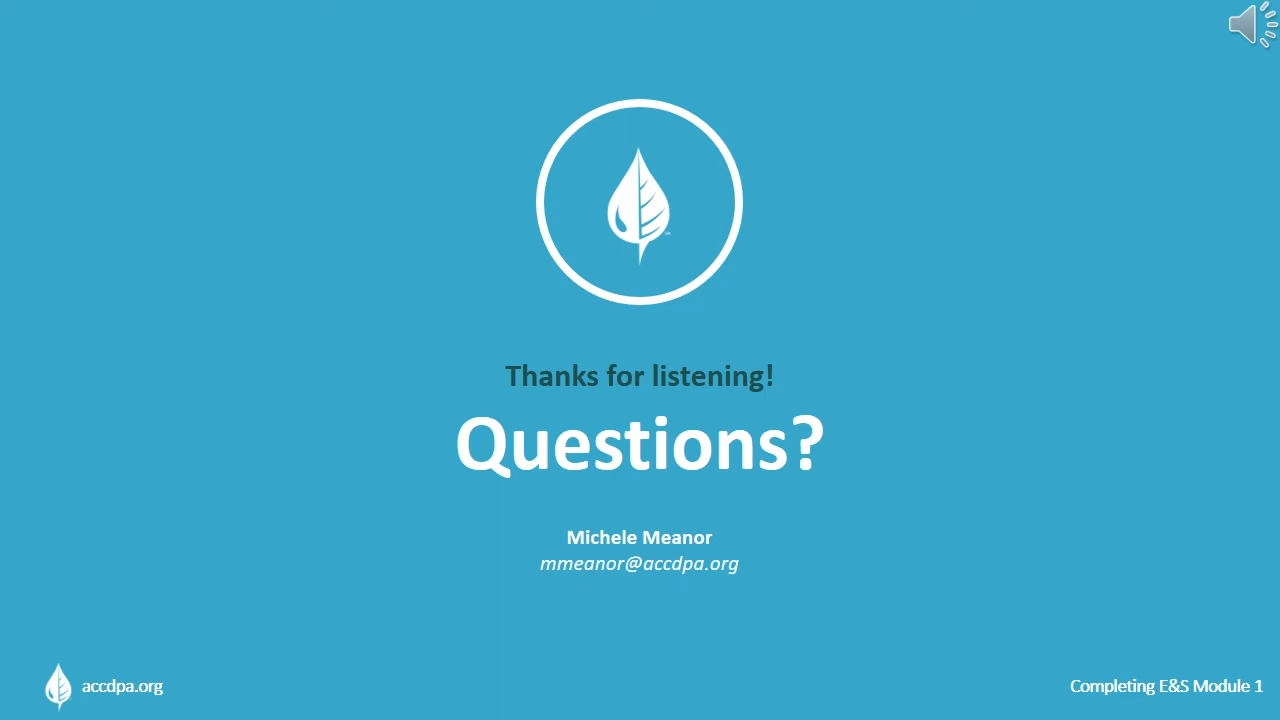 Thanks for listening!
Questions?
Michele Meanor
mmeanor@accdpa.org
accdpa.org
Completing E&S Module 1